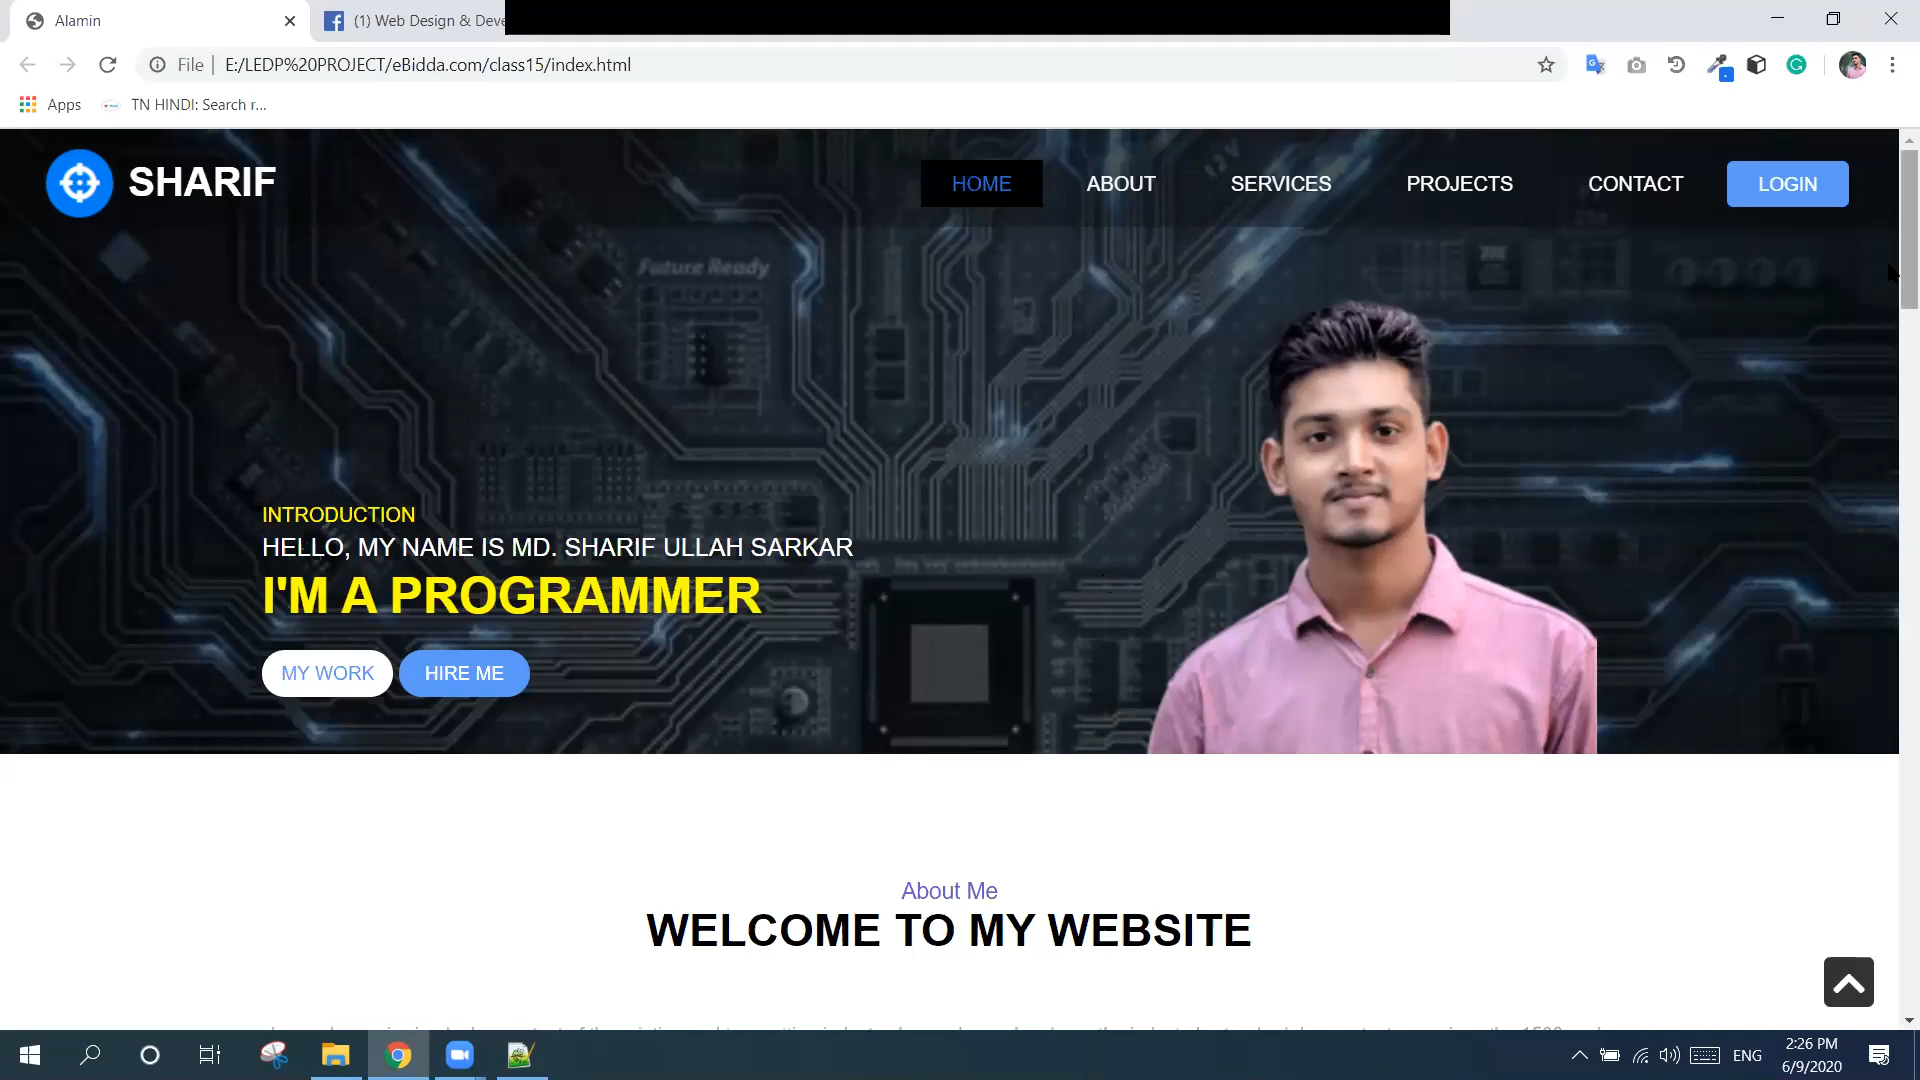 Alamin
(1) Web Design & Deve
File
E:/LEDP%20PROJECT/eBidda.com/class15/index.html
Apps
TN HINDI: Search r...
SHARIF
HOME
ABOUT
SERVICES
PROJECTS
CONTACT
LOGIN
Future Ready
12V
INTRODUCTION
HELLO, MY NAME IS MD. SHARIF ULLAH SARKAR
I'M A PROGRAMMER
MY WORK
HIRE ME
About Me
WELCOME TO MY WEBSITE
ENG
2:26 PM
6/9/2020